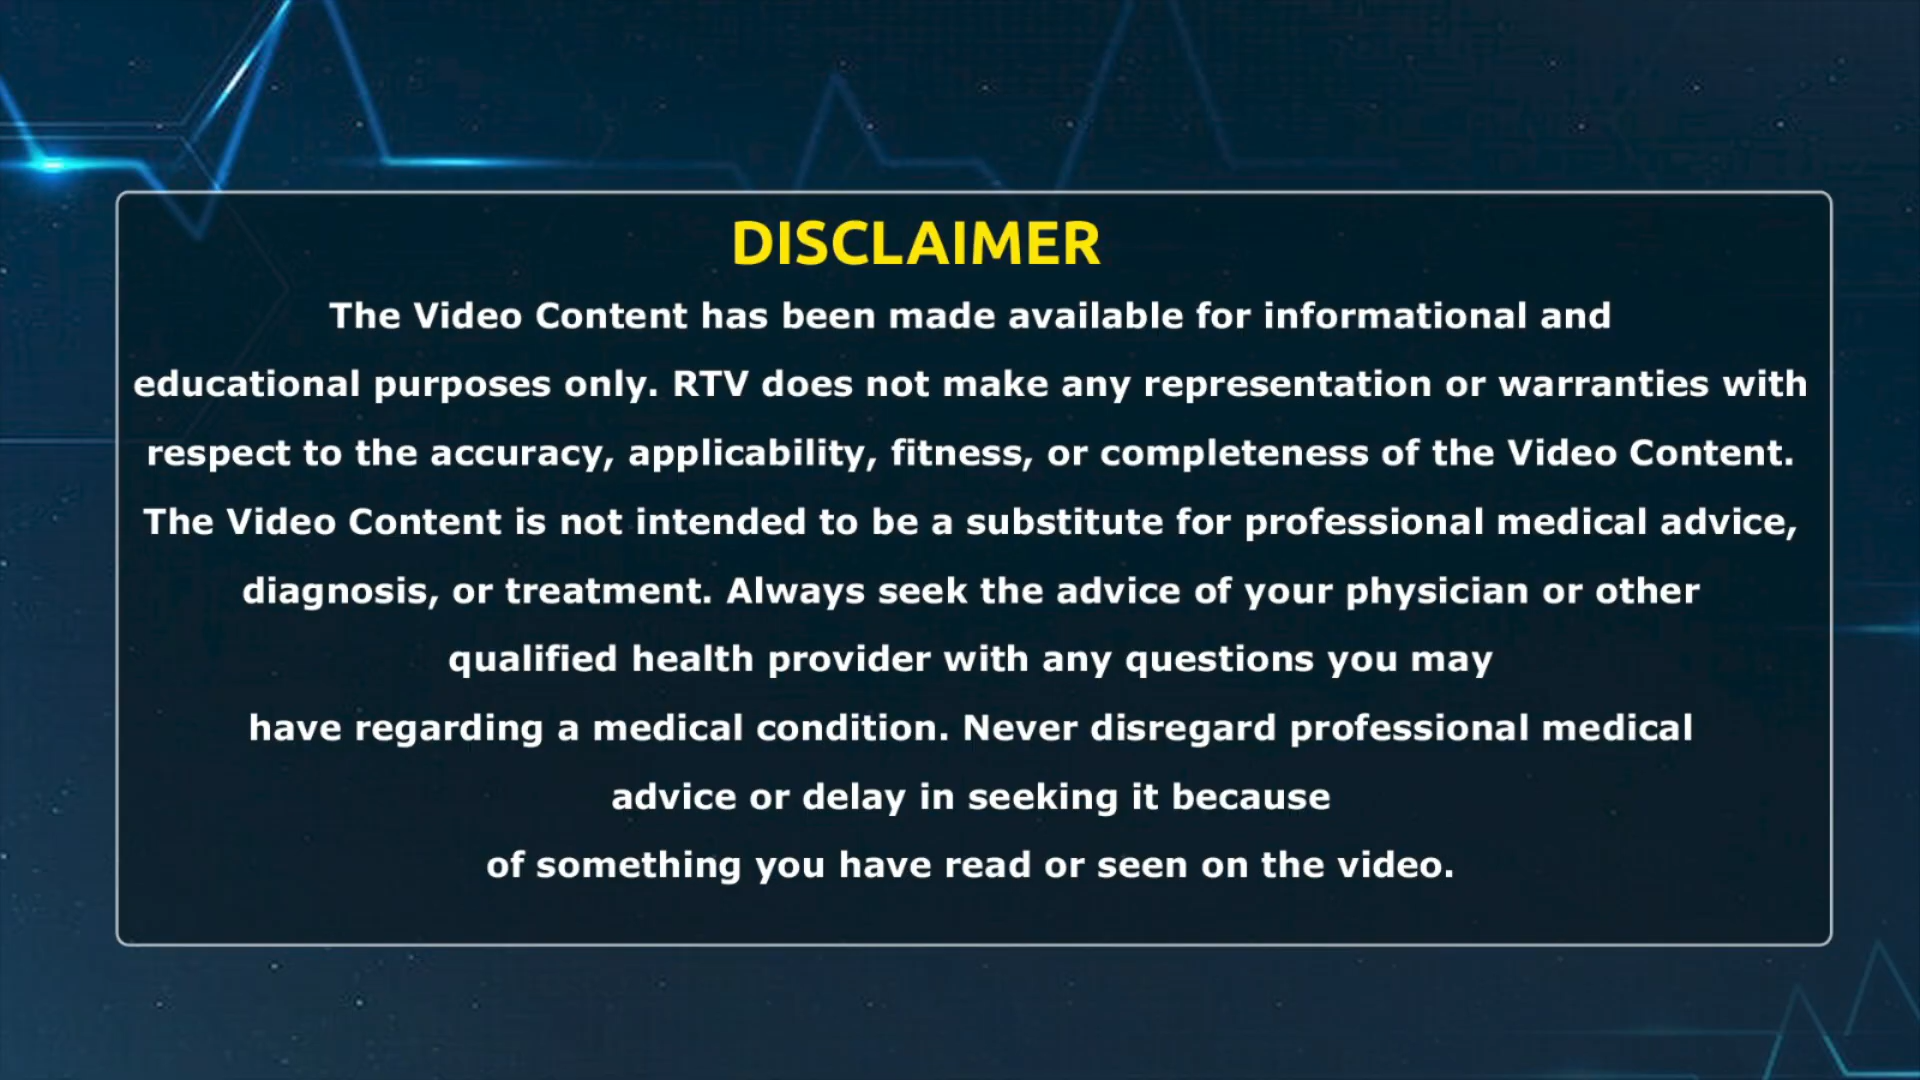 DISCLAIMER
The Video Content has been made available for informational and
educational purposes only. RTV does not make any representation or warranties with
respect to the accuracy, applicability, fitness, or completeness of the Video Content.
The Video Content is not intended to be a substitute for professional medical advice,
diagnosis, or treatment. Always seek the advice of your physician or other
qualified health provider with any questions you may
have regarding a medical condition. Never disregard professional medical
advice or delay in seeking it because
of something you have read or seen on the video.